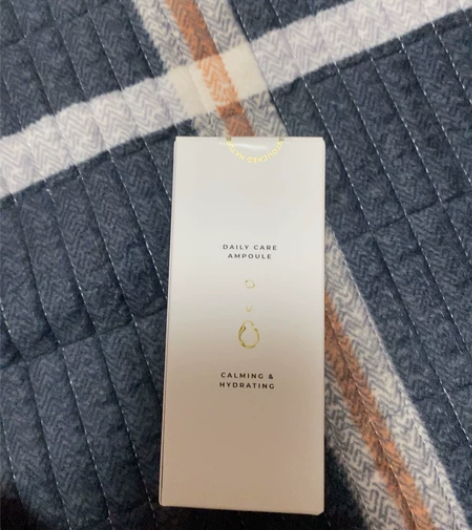 DAILY CARE
AMPOULE
CALMING &
HYDRATING